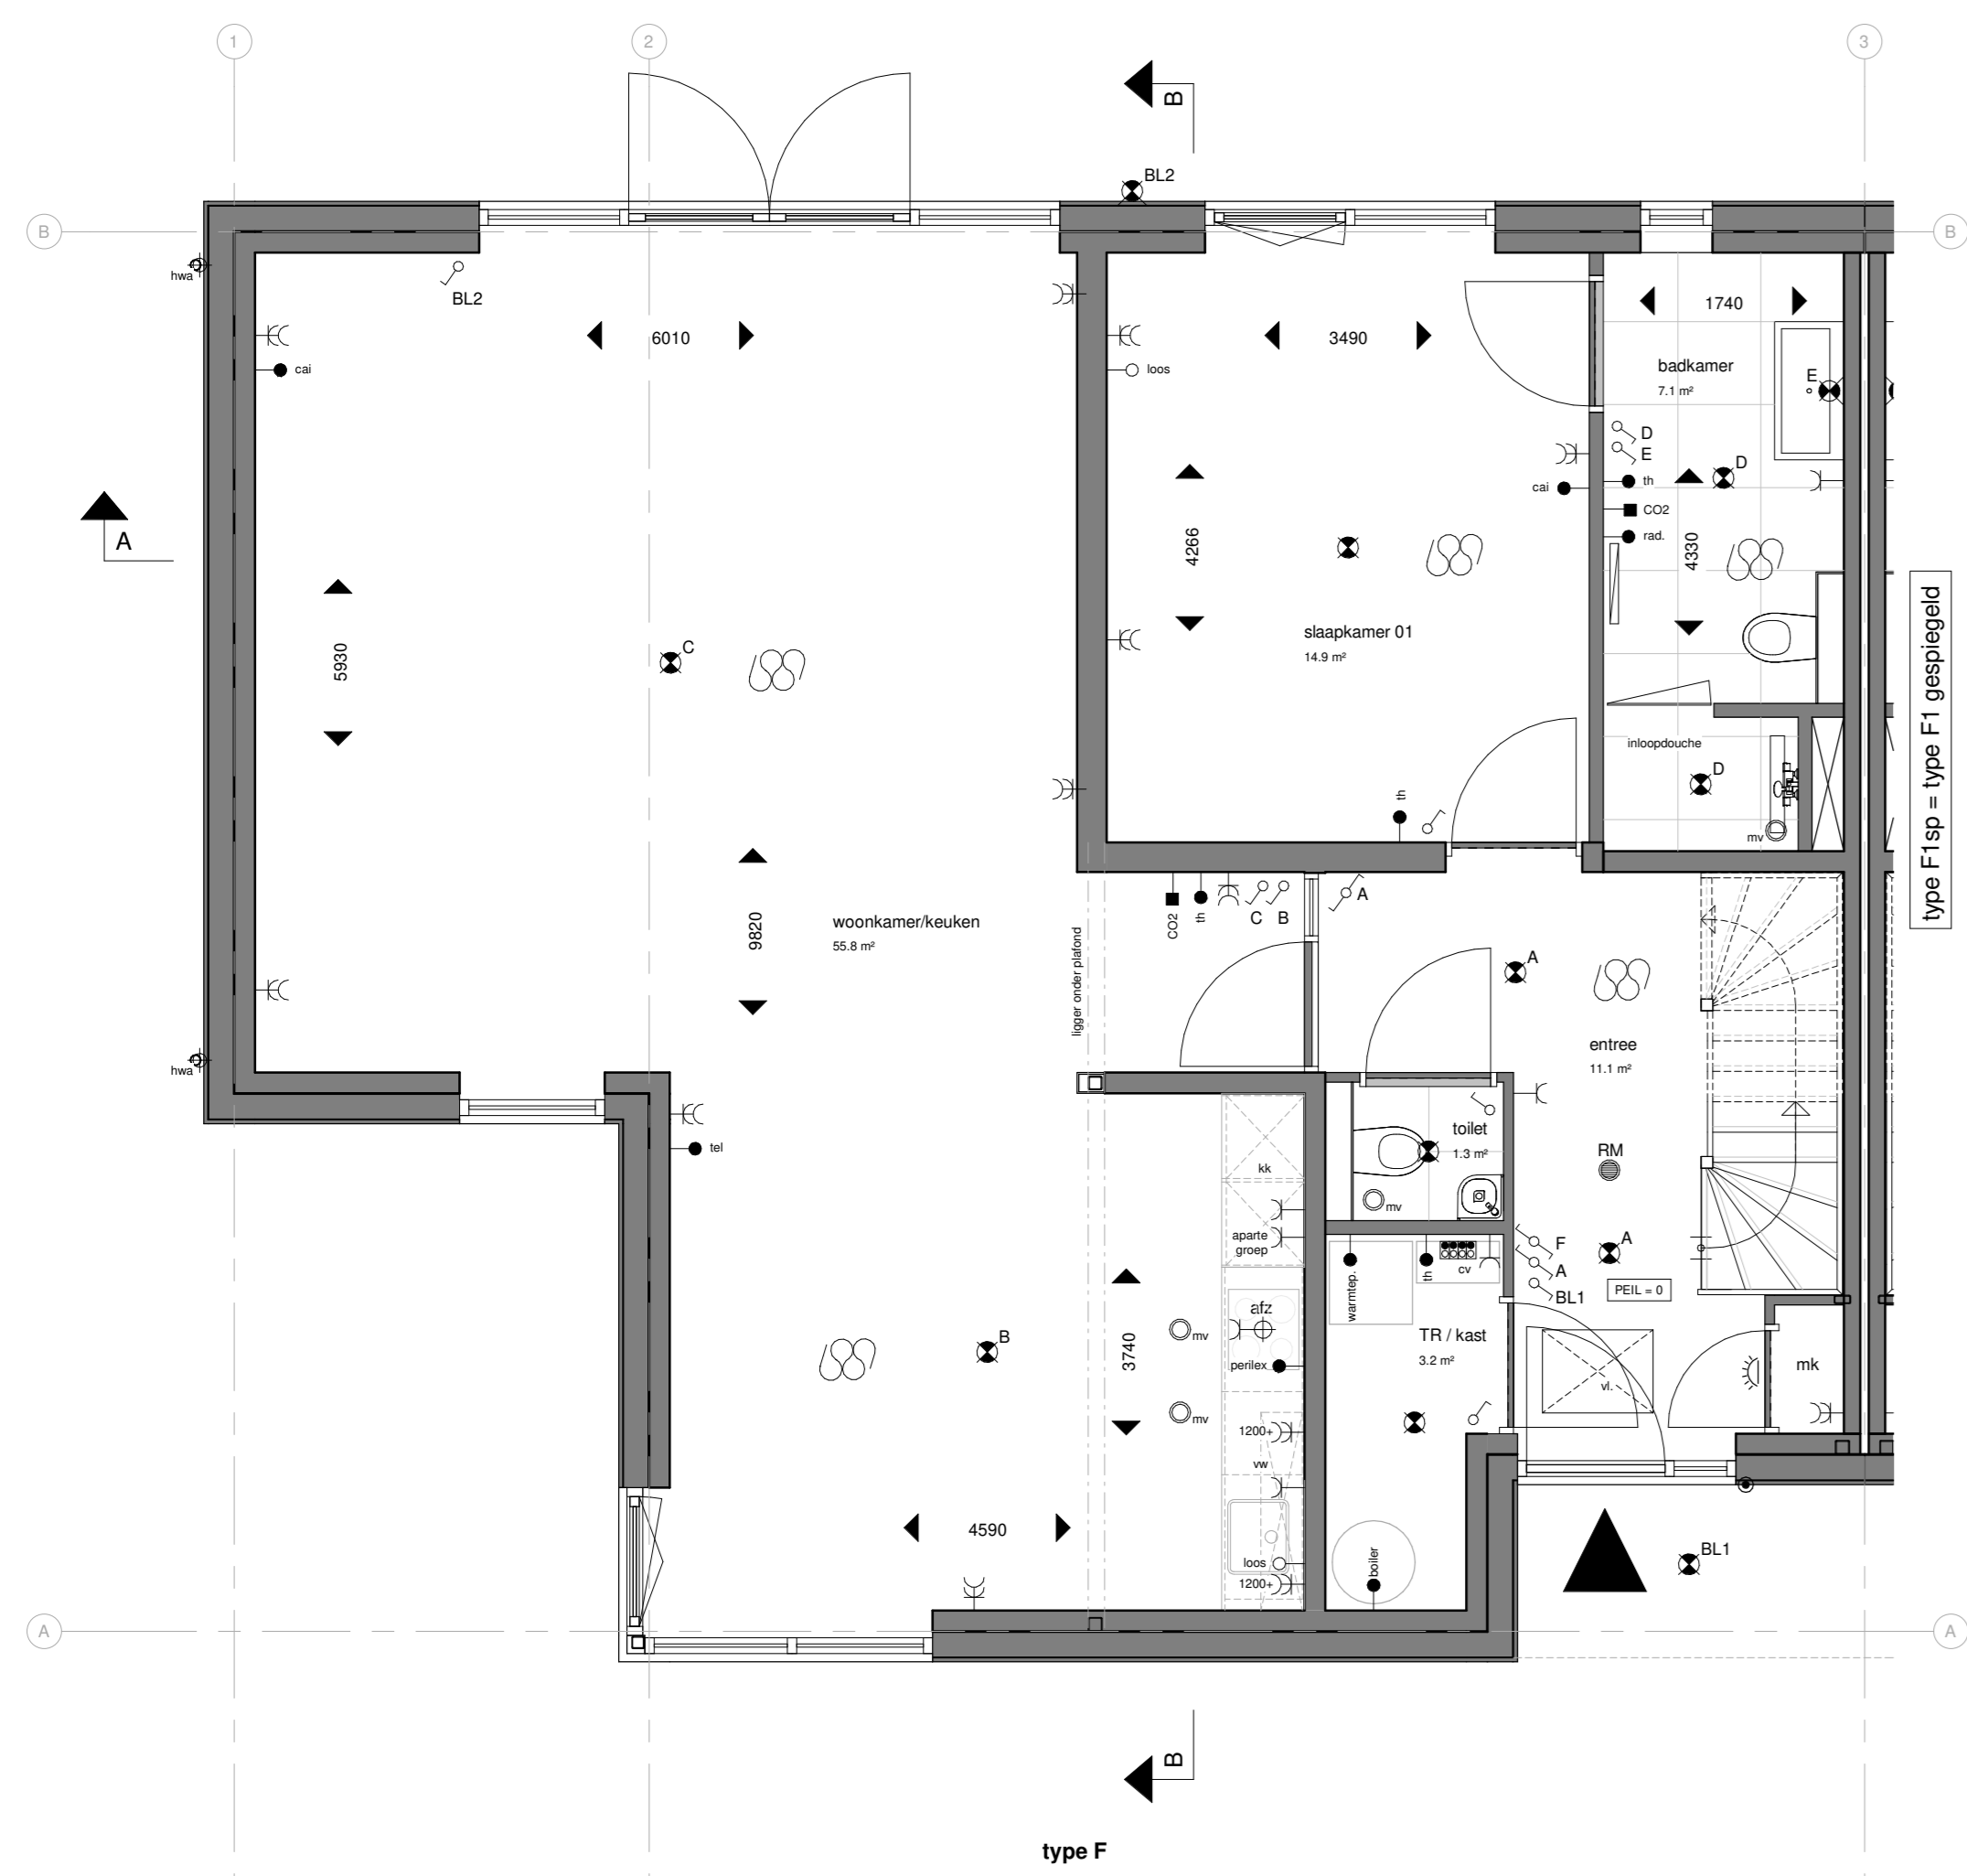 1
2
3
B
BL2
B
B
hwa
BL2
6010
3490
1740
cai
loos
badkamer
7.1 m²
E
D
E
D
th
cai
CO2
rad.
A
4266
4330
slaapkamer 01
14.9 m²
5930
C
type F1sp = type F1 gespiegeld
inloopdouche
D
th
mv
CO2
th
C
B
A
9820
woonkamer/keuken
55.8 m²
ligger onder plafond
A
entree
11.1 m²
hwa
tel
kk
toilet
1.3 m²
RM
mv
aparte
groep
F
A
A
BL1
PEIL = 0
warmtep.
th
cv
afz
mv
B
3740
perilex
TR / kast
3.2 m²
vl.
mk
mv
1200+
vw
4590
loos
1200+
boiler
BL1
A
A
B
type F